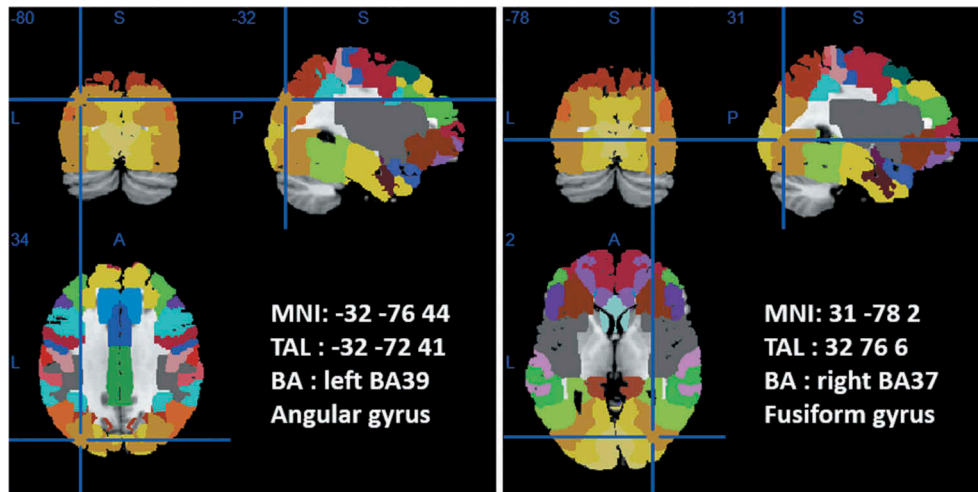 -80 S -32 S
L P
34 A
L
MNI: -32 -76 44
TAL : -32 -72 41
BA : left BA39
Angular gyrus
-78 S 31 S
L P
2 A
L
MNI: 31 -78 2
TAL : 32 76 6
BA : right BA37
Fusiform gyrus